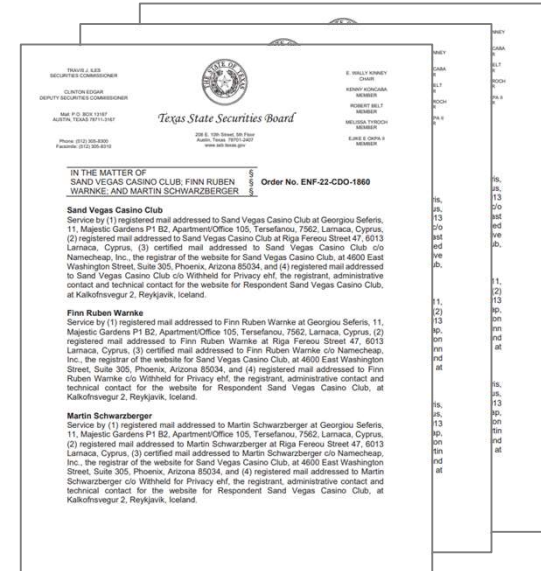 TRAVIS J. ILES
SECURITIES COMMISSIONER
CLINTON EDGAR
DEPUTY SECURITIES COMMISSIONER
Mail: P.O. BOX 13167
AUSTIN, TEXAS 78711-3167
Phone: (512) 305-8300
Facsimile: (512) 305-8310
Texas State Securities Board
208 E. 10th Street, 5th Floor
Austin, Texas 78701-2407
www.ssb.texas.gov
E. WALLY KINNEY
CHAIR
KENNY KONCABA
MEMBER
ROBERT BELT
MEMBER
MELISSA TYROCH
MEMBER
EJIKE E OKPA II
MEMBER
IN THE MATTER OF §
SAND VEGAS CASINO CLUB; FINN RUBEN § Order No. ENF-22-CDO-1860
WARNKE; AND MARTIN SCHWARZBERGER §
Sand Vegas Casino Club
Service by (1) registered mail addressed to Sand Vegas Casino Club at Georgiou Seferis,
11, Majestic Gardens P1 B2, Apartment/Office 105, Tersefanou, 7562, Larnaca, Cyprus,
(2) registered mail addressed to Sand Vegas Casino Club at Riga Fereou Street 47, 6013
Larnaca, Cyprus, (3) certified mail addressed to Sand Vegas Casino Club c/o
Namecheap, Inc., the registrar of the website for Sand Vegas Casino Club, at 4600 East
Washington Street, Suite 305, Phoenix, Arizona 85034, and (4) registered mail addressed
to Sand Vegas Casino Club c/o Withheld for Privacy ehf, the registrant, administrative
contact and technical contact for the website for Respondent Sand Vegas Casino Club,
at Kalkofnsvegur 2, Reykjavik, Iceland.
Finn Ruben Warnke
Service by (1) registered mail addressed to Finn Ruben Warnke at Georgiou Seferis, 11,
Majestic Gardens P1 B2, Apartment/Office 105, Tersefanou, 7562, Larnaca, Cyprus, (2)
registered mail addressed to Finn Ruben Warnke at Riga Fereou Street 47, 6013
Larnaca, Cyprus, (3) certified mail addressed to Finn Ruben Warnke c/o Namecheap,
Inc., the registrar of the website for Sand Vegas Casino Club, at 4600 East Washington
Street, Suite 305, Phoenix, Arizona 85034, and (4) registered mail addressed to Finn
Ruben Warnke c/o Withheld for Privacy ehf, the registrant, administrative contact and
technical contact for the website for Respondent Sand Vegas Casino Club, at
Kalkofnsvegur 2, Reykjavik, Iceland.
Martin Schwarzberger
Service by (1) registered mail addressed to Martin Schwarzberger at Georgiou Seferis,
11, Majestic Gardens P1 B2, Apartment/Office 105, Tersefanou, 7562, Larnaca, Cyprus,
(2) registered mail addressed to Martin Schwarzberger at Riga Fereou Street 47, 6013
Larnaca, Cyprus, (3) certified mail addressed to Martin Schwarzberger c/o Namecheap,
Inc., the registrar of the website for Sand Vegas Casino Club, at 4600 East Washington
Street, Suite 305, Phoenix, Arizona 85034, and (4) registered mail addressed to Martin
Schwarzberger c/o Withheld for Privacy ehf, the registrant, administrative contact and
technical contact for the website for Respondent Sand Vegas Casino Club, at
Kalkofnsvegur 2, Reykjavik, Iceland.